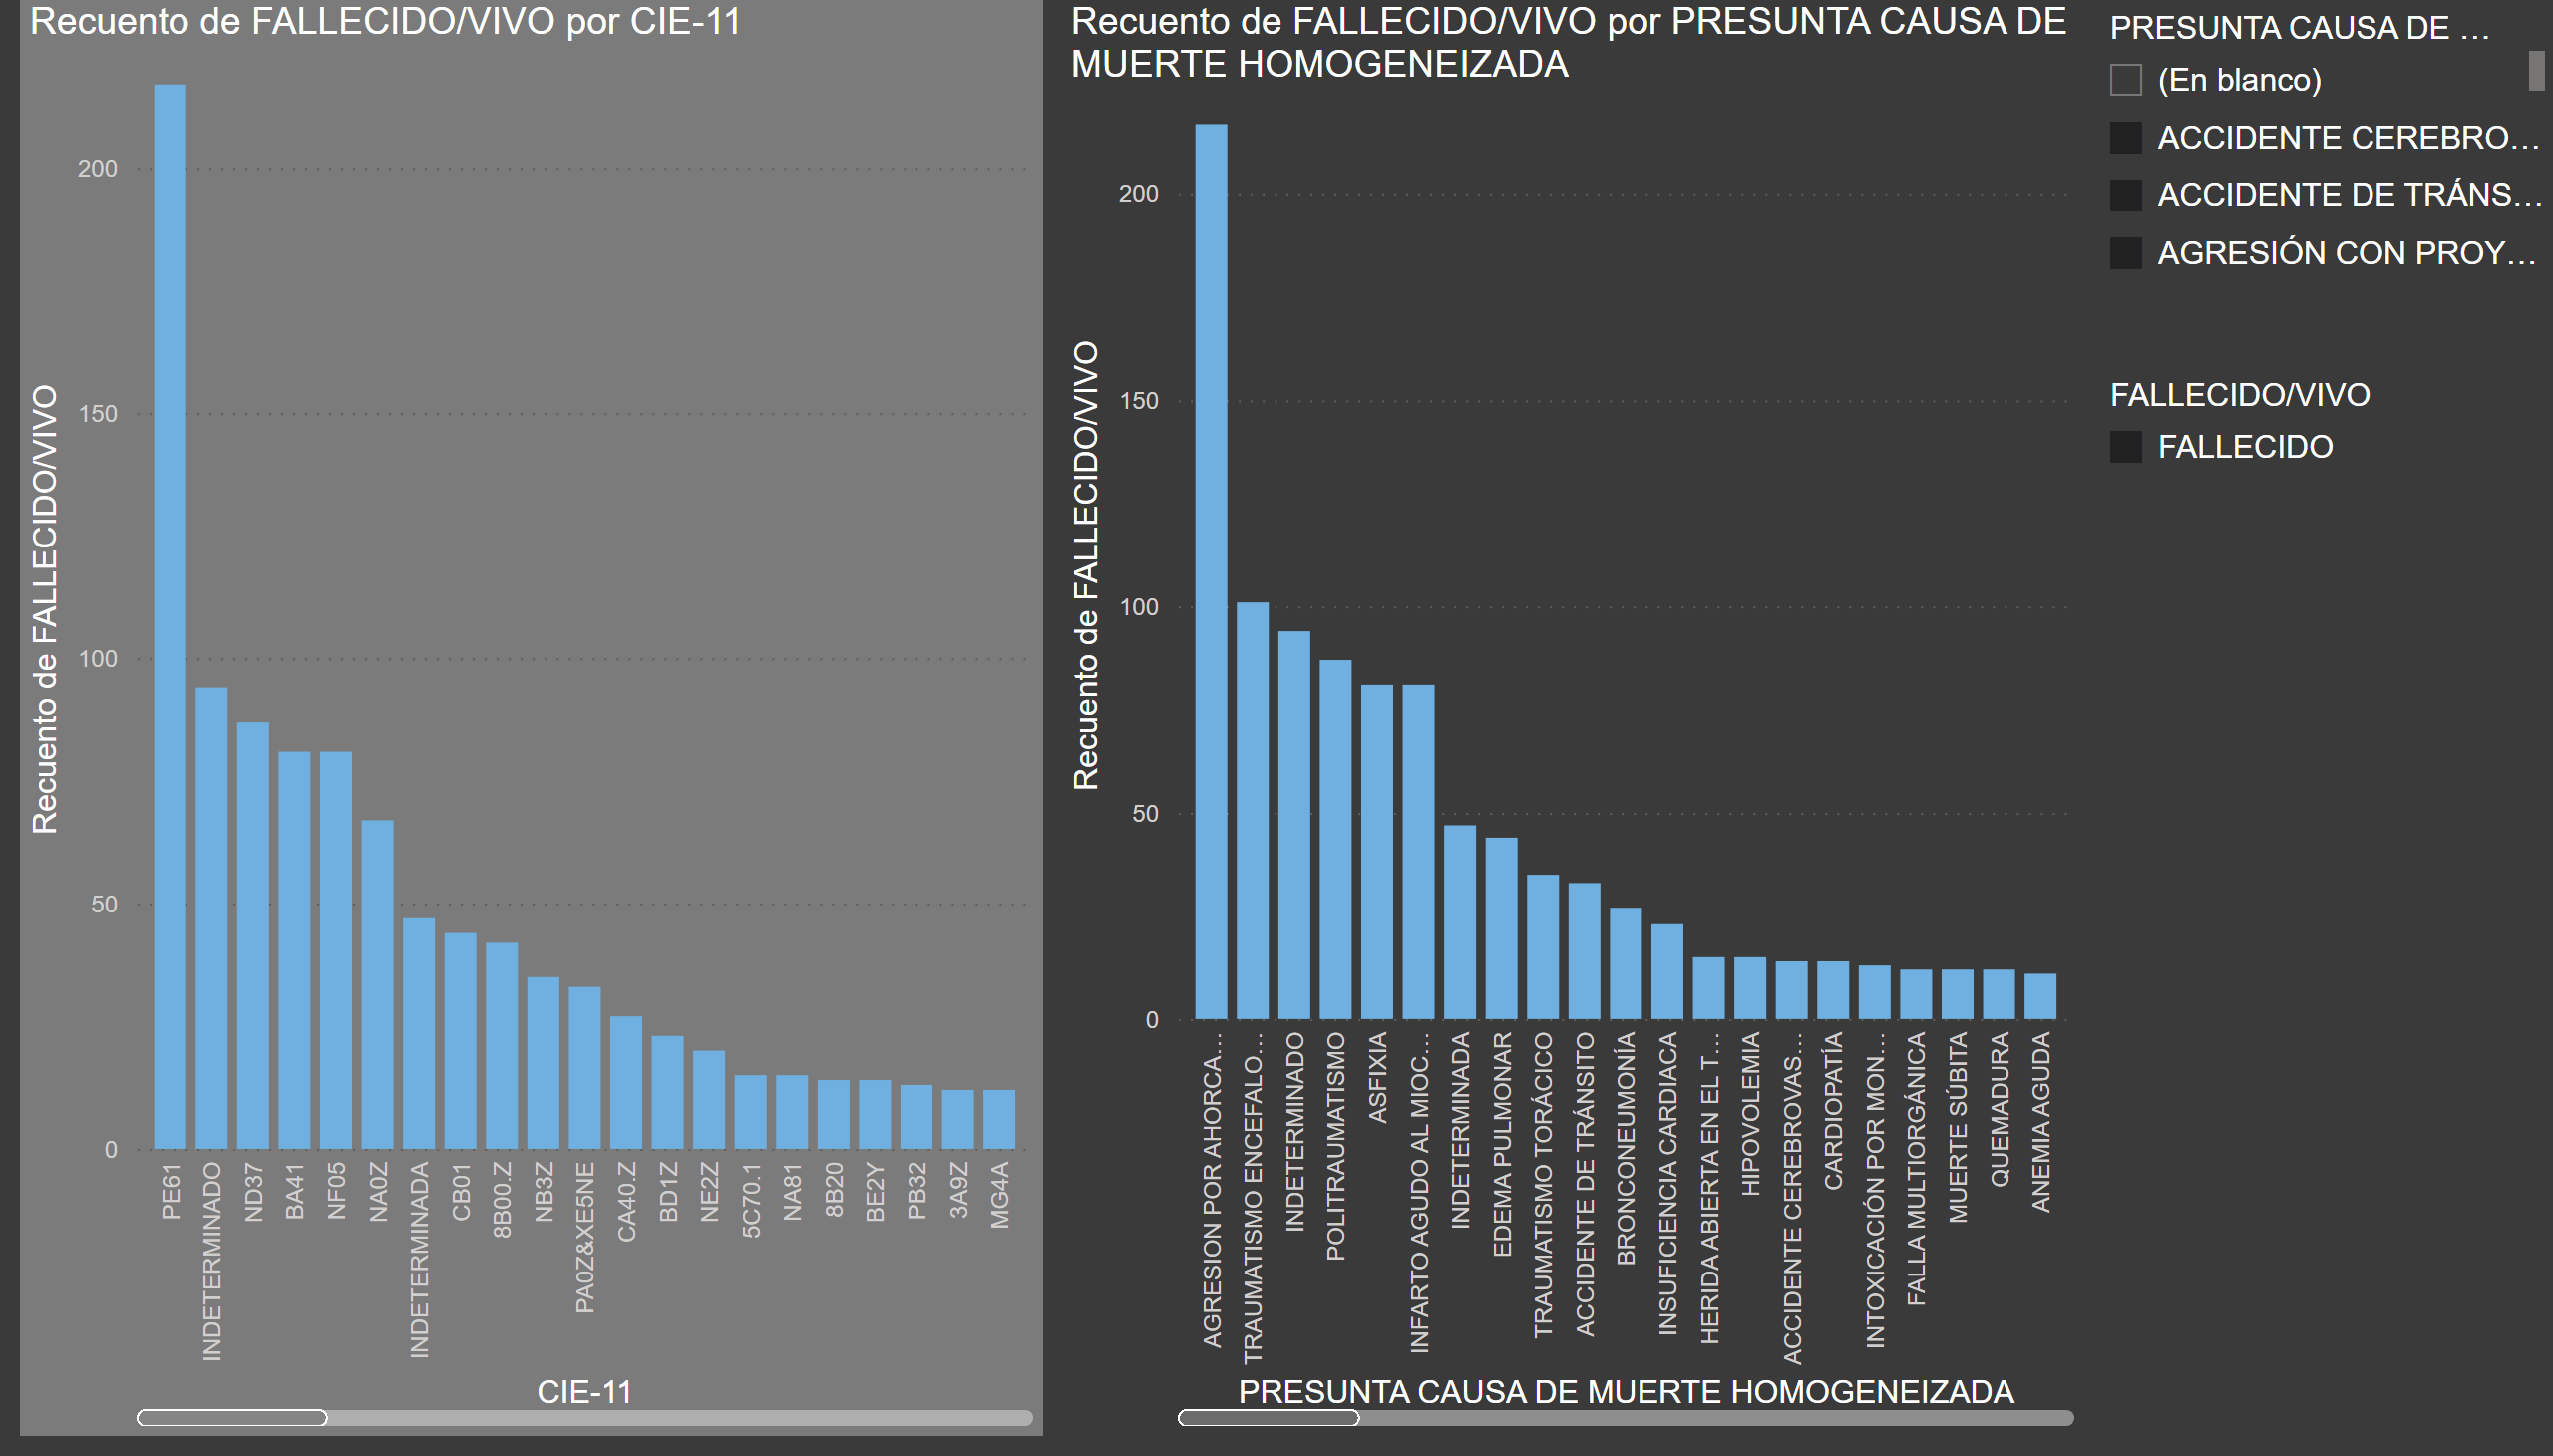 Recuento de FALLECIDO/VIVO por CIE-11
Recuento de FALLECIDO/VIVO
200
150
100
50
0
PE61
INDETERMINADO
ND37
BA41
NF05
NA0Z
INDETERMINADA
CB01
8B00.Z
NB3Z
PA0Z&XE5NE
CA40.Z
BD1Z
NE2Z
5C70.1
NA81
8B20
BE2Y
PB32
3A9Z
MG4A
CIE-11
Recuento de FALLECIDO/VIVO por PRESUNTA CAUSA DE
MUERTE HOMOGENEIZADA
Recuento de FALLECIDO/VIVO
200
150
100
50
0
AGRESION POR AHORCA...
TRAUMATISMO ENCEFALO...
INDETERMINADO
POLITRAUMATISMO
ASFIXIA
INFARTO AGUDO AL MIOC...
INDETERMINADA
EDEMA PULMONAR
TRAUMATISMO TORÁCICO
ACCIDENTE DE TRÁNSITO
BRONCONEUMONÍA
INSUFICIENCIA CARDIACA
HERIDA ABIERTA EN EL T...
HIPOVOLEMIA
ACCIDENTE CEREBROVAS...
CARDIOPATÍA
INTOXICACIÓN POR MON...
FALLA MULTIORGÁNICA
MUERTE SÚBITA
QUEMADURA
ANEMIA AGUDA
PRESUNTA CAUSA DE MUERTE HOMOGENEIZADA
PRESUNTA CAUSA DE ...
(En blanco)
ACCIDENTE CEREBRO...
ACCIDENTE DE TRÁNS...
AGRESIÓN CON PROY...
FALLECIDO/VIVO
FALLECIDO